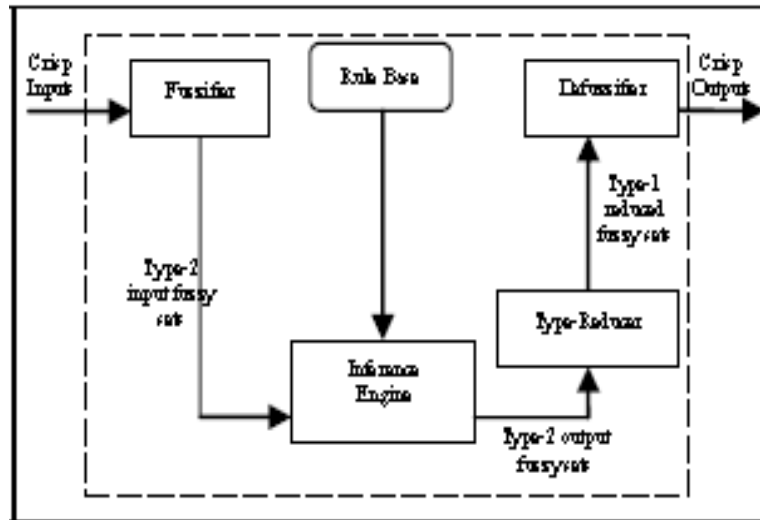 Crisp
Inputs
Fuzzifier
Rule Base
Defuzzifier
Crisp
Outputs
Type-2
input fuzzy
sets
Type-1
reduced
fuzzy sets
Type-Reducer
Inference
Engine
Type-2 output
fuzzy sets